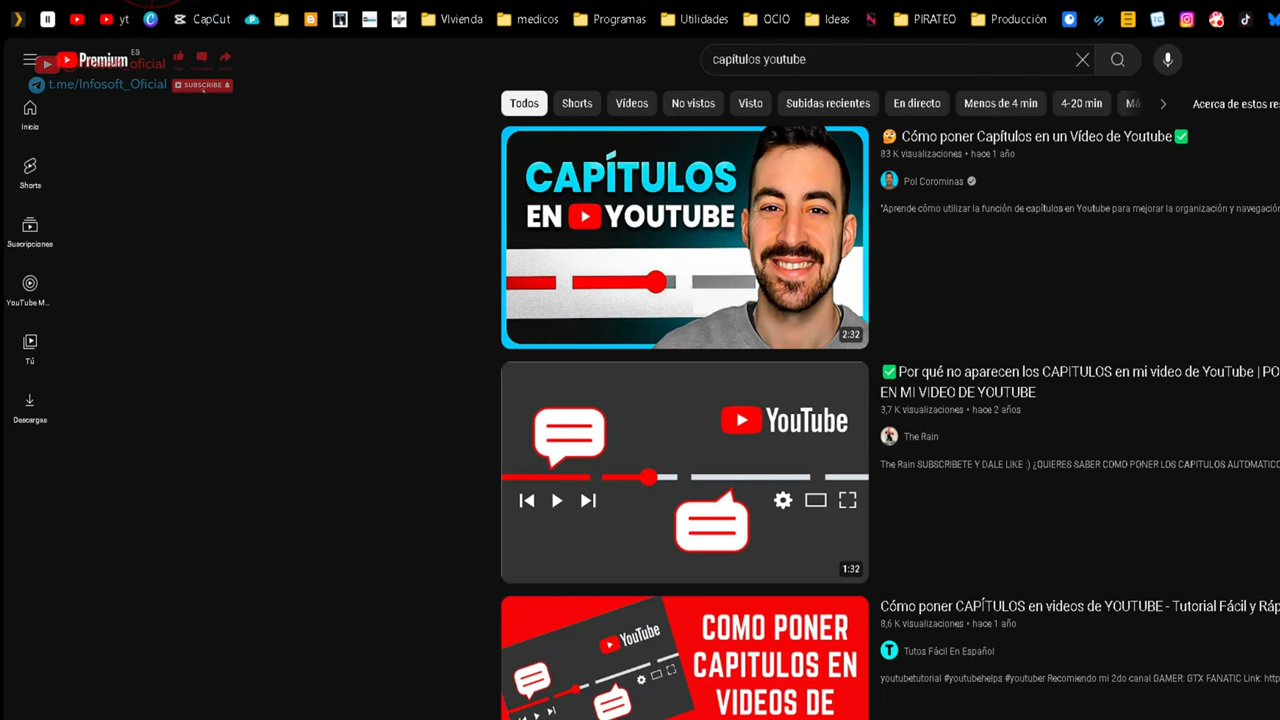 yt
CapCut
Vivienda
medicos
Programas
Utilidades
OCIO
Ideas
PIRATEO
Producción
Premium
ES
oficial
t.me/Infosoft_Oficial
SUBSCRIBE
capítulos youtube
Todos
Shorts
Vídeos
No vistos
Visto
Subidas recientes
En directo
Menos de 4 min
4-20 min
Acerca de estos
Inicio
Shorts
Suscripciones
YouTube M...
Tú
Descargas
CAPÍTULOS
EN YOUTUBE
2:32
Cómo poner Capítulos en un Vídeo de Youtube
83 K visualizaciones • hace 1 año
Pol Corominas
"Aprende cómo utilizar la función de capítulos en Youtube para mejorar la organización y navegación
YouTube
1:32
Por qué no aparecen los CAPITULOS en mi video de YouTube | PO
EN MI VIDEO DE YOUTUBE
3,7 K visualizaciones • hace 2 años
The Rain
The Rain SUBSCRIBETE Y DALE LIKE :) ¿QUIERES SABER COMO PONER LOS CAPITULOS AUTOMATICO
YouTube
COMO PONER
CAPITULOS EN
VIDEOS DE
Cómo poner CAPÍTULOS en videos de YOUTUBE - Tutorial Fácil y Ráp
8,6 K visualizaciones • hace 1 año
T
Tutos Fácil En Español
youtubetutorial #youtubehelps #youtuber Recomiendo mi 2do canal GAMER: GTX FANATIC Link: http